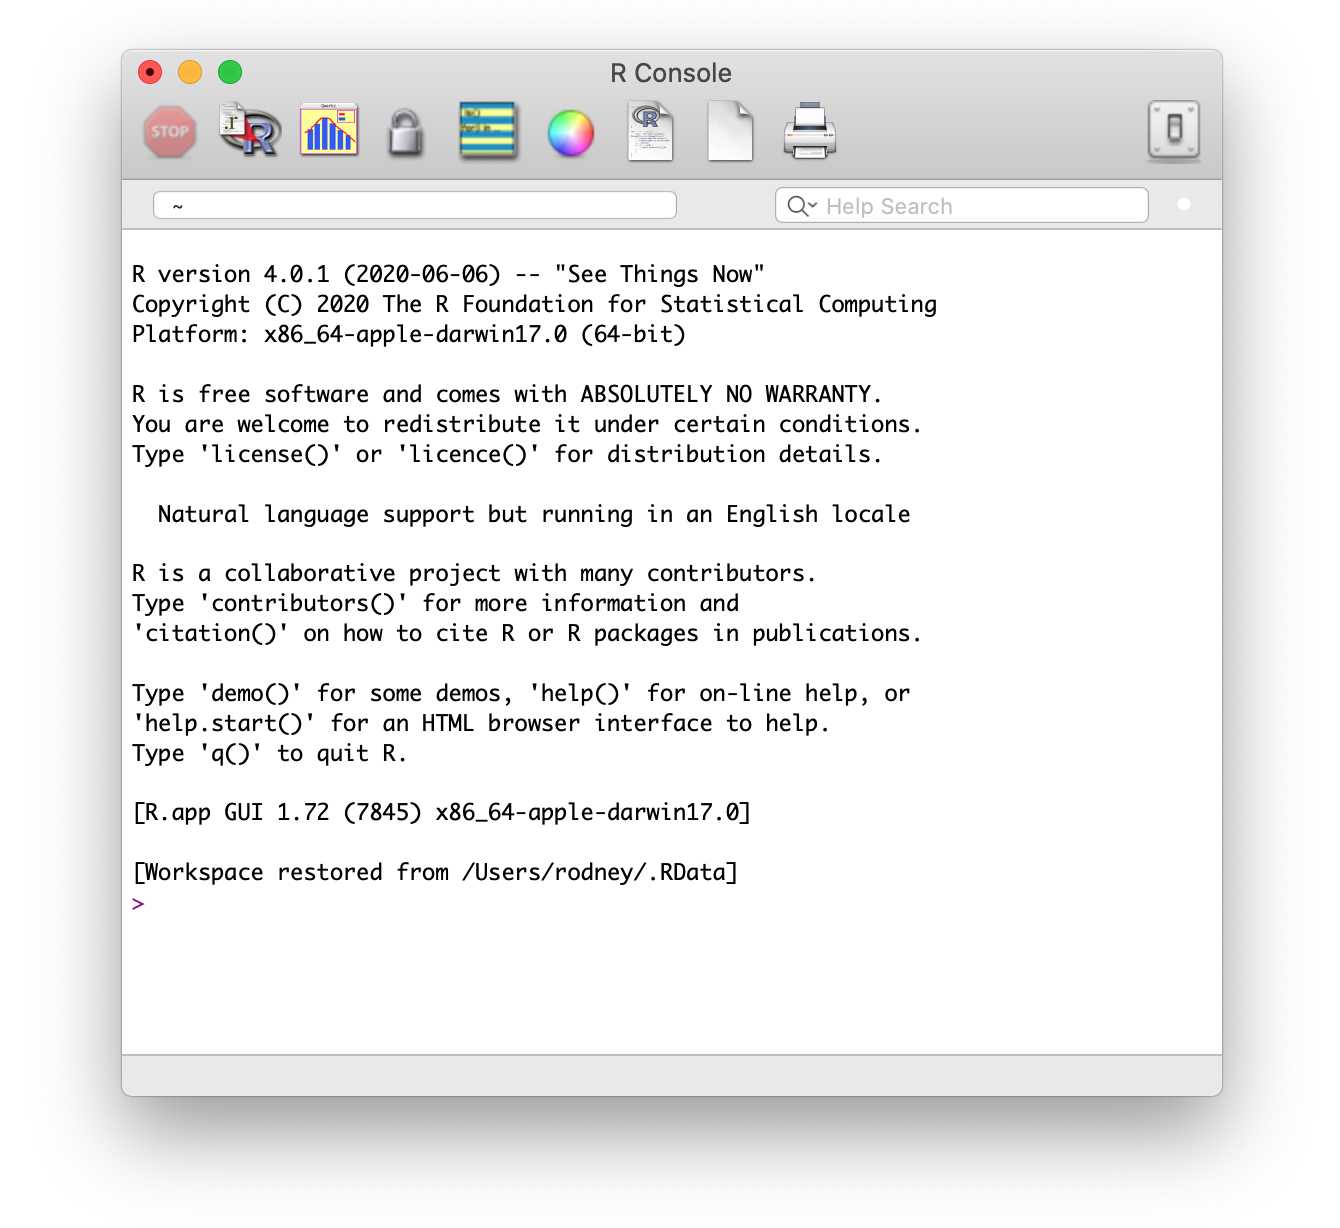 R Console
STOP
~
Help Search
R version 4.0.1 (2020-06-06) -- "See Things Now"
Copyright (C) 2020 The R Foundation for Statistical Computing
Platform: x86_64-apple-darwin17.0 (64-bit)
R is free software and comes with ABSOLUTELY NO WARRANTY.
You are welcome to redistribute it under certain conditions.
Type 'license()' or 'licence()' for distribution details.
Natural language support but running in an English locale
R is a collaborative project with many contributors.
Type 'contributors()' for more information and
'citation()' on how to cite R or R packages in publications.
Type 'demo()' for some demos, 'help()' for on-line help, or
'help.start()' for an HTML browser interface to help.
Type 'q()' to quit R.
[R.app GUI 1.72 (7845) x86_64-apple-darwin17.0]
[Workspace restored from /Users/rodney/.RData]
>